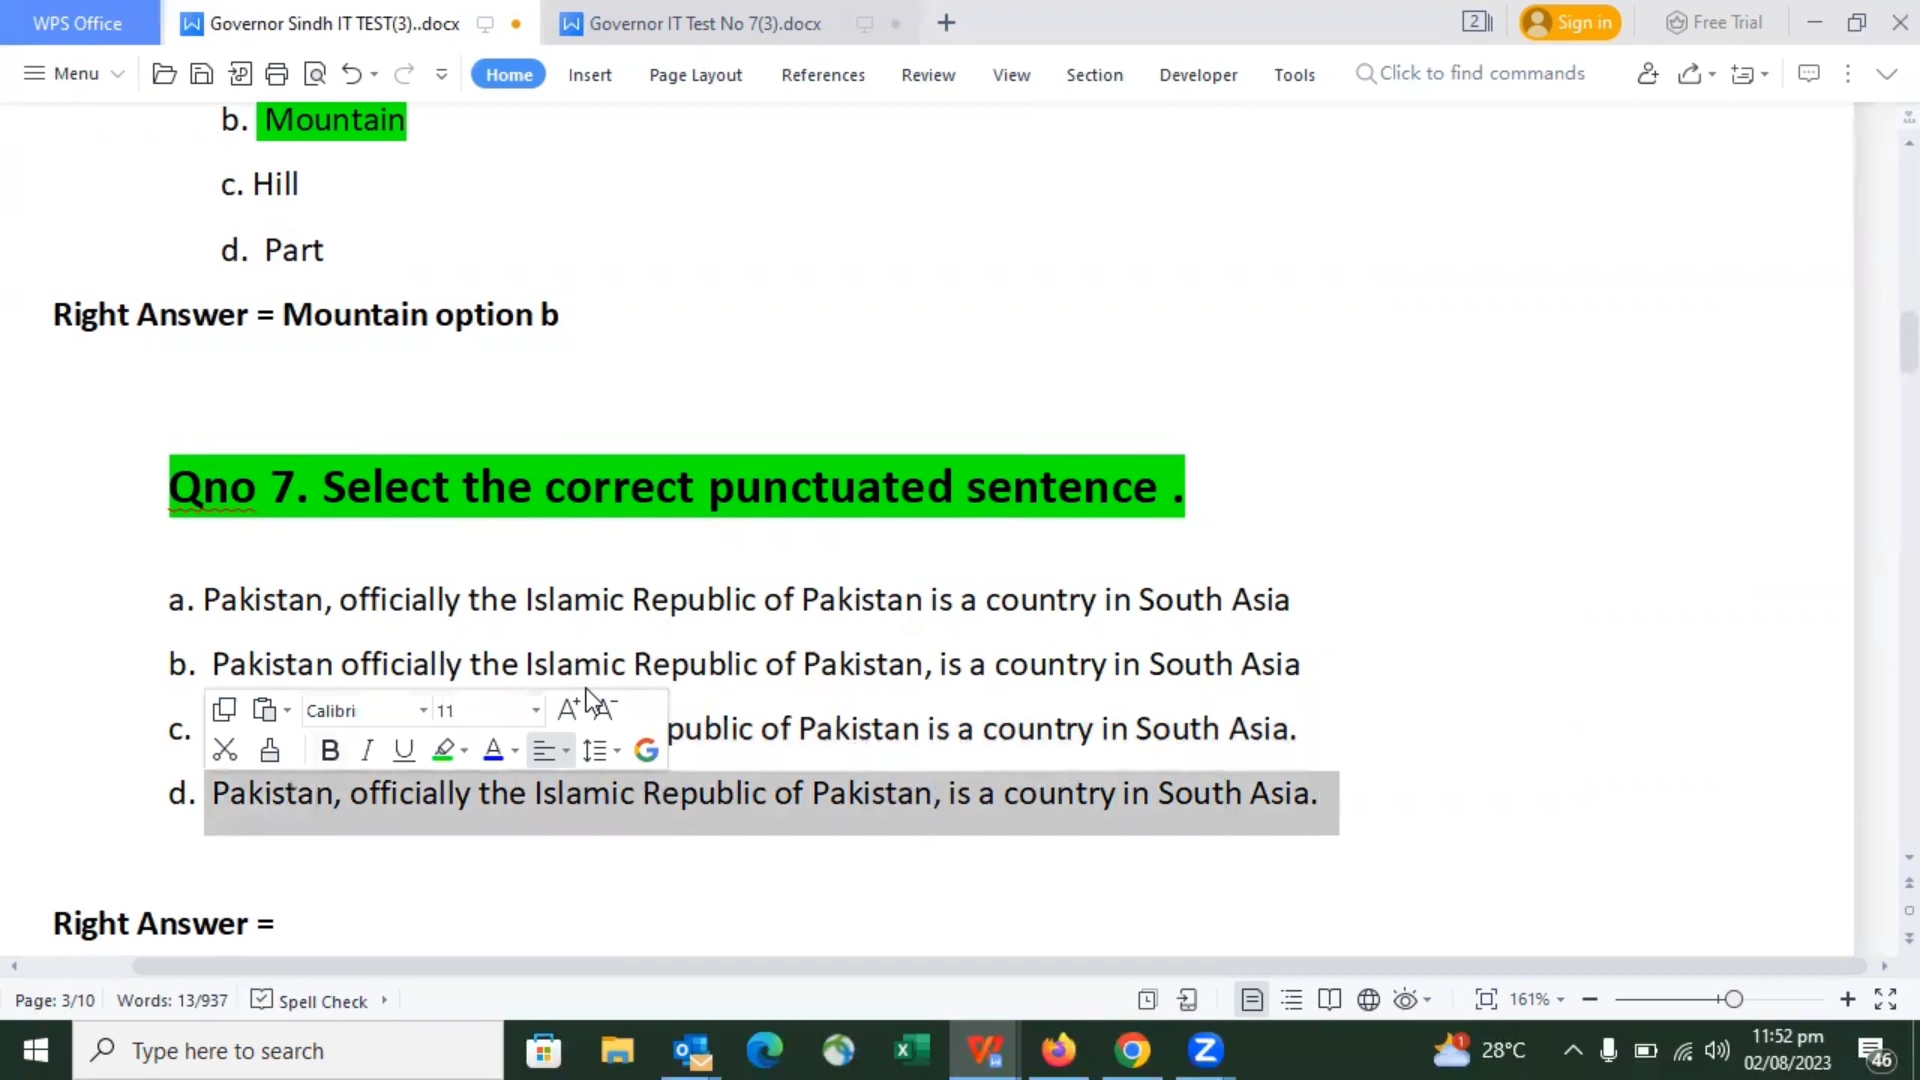 WPS Office Governor Sindh IT TEST(3)..docx Governor IT Test No 7(3).docx + 2 Sign in Free Trial
Menu Home Insert Page Layout References Review View Section Developer Tools Click to find commands
b. Mountain
c. Hill
d. Part
Right Answer = Mountain option b
Qno 7. Select the correct punctuated sentence .
a. Pakistan, officially the Islamic Republic of Pakistan is a country in South Asia
b. Pakistan officially the Islamic Republic of Pakistan, is a country in South Asia
Calibri 11 A+ A-
c. public of Pakistan is a country in South Asia.
B I U A G
d. Pakistan, officially the Islamic Republic of Pakistan, is a country in South Asia.
Right Answer =
Page: 3/10 Words: 13/937 Spell Check 161% − +
Type here to search 1 28°C 11:52 pm
02/08/2023 46